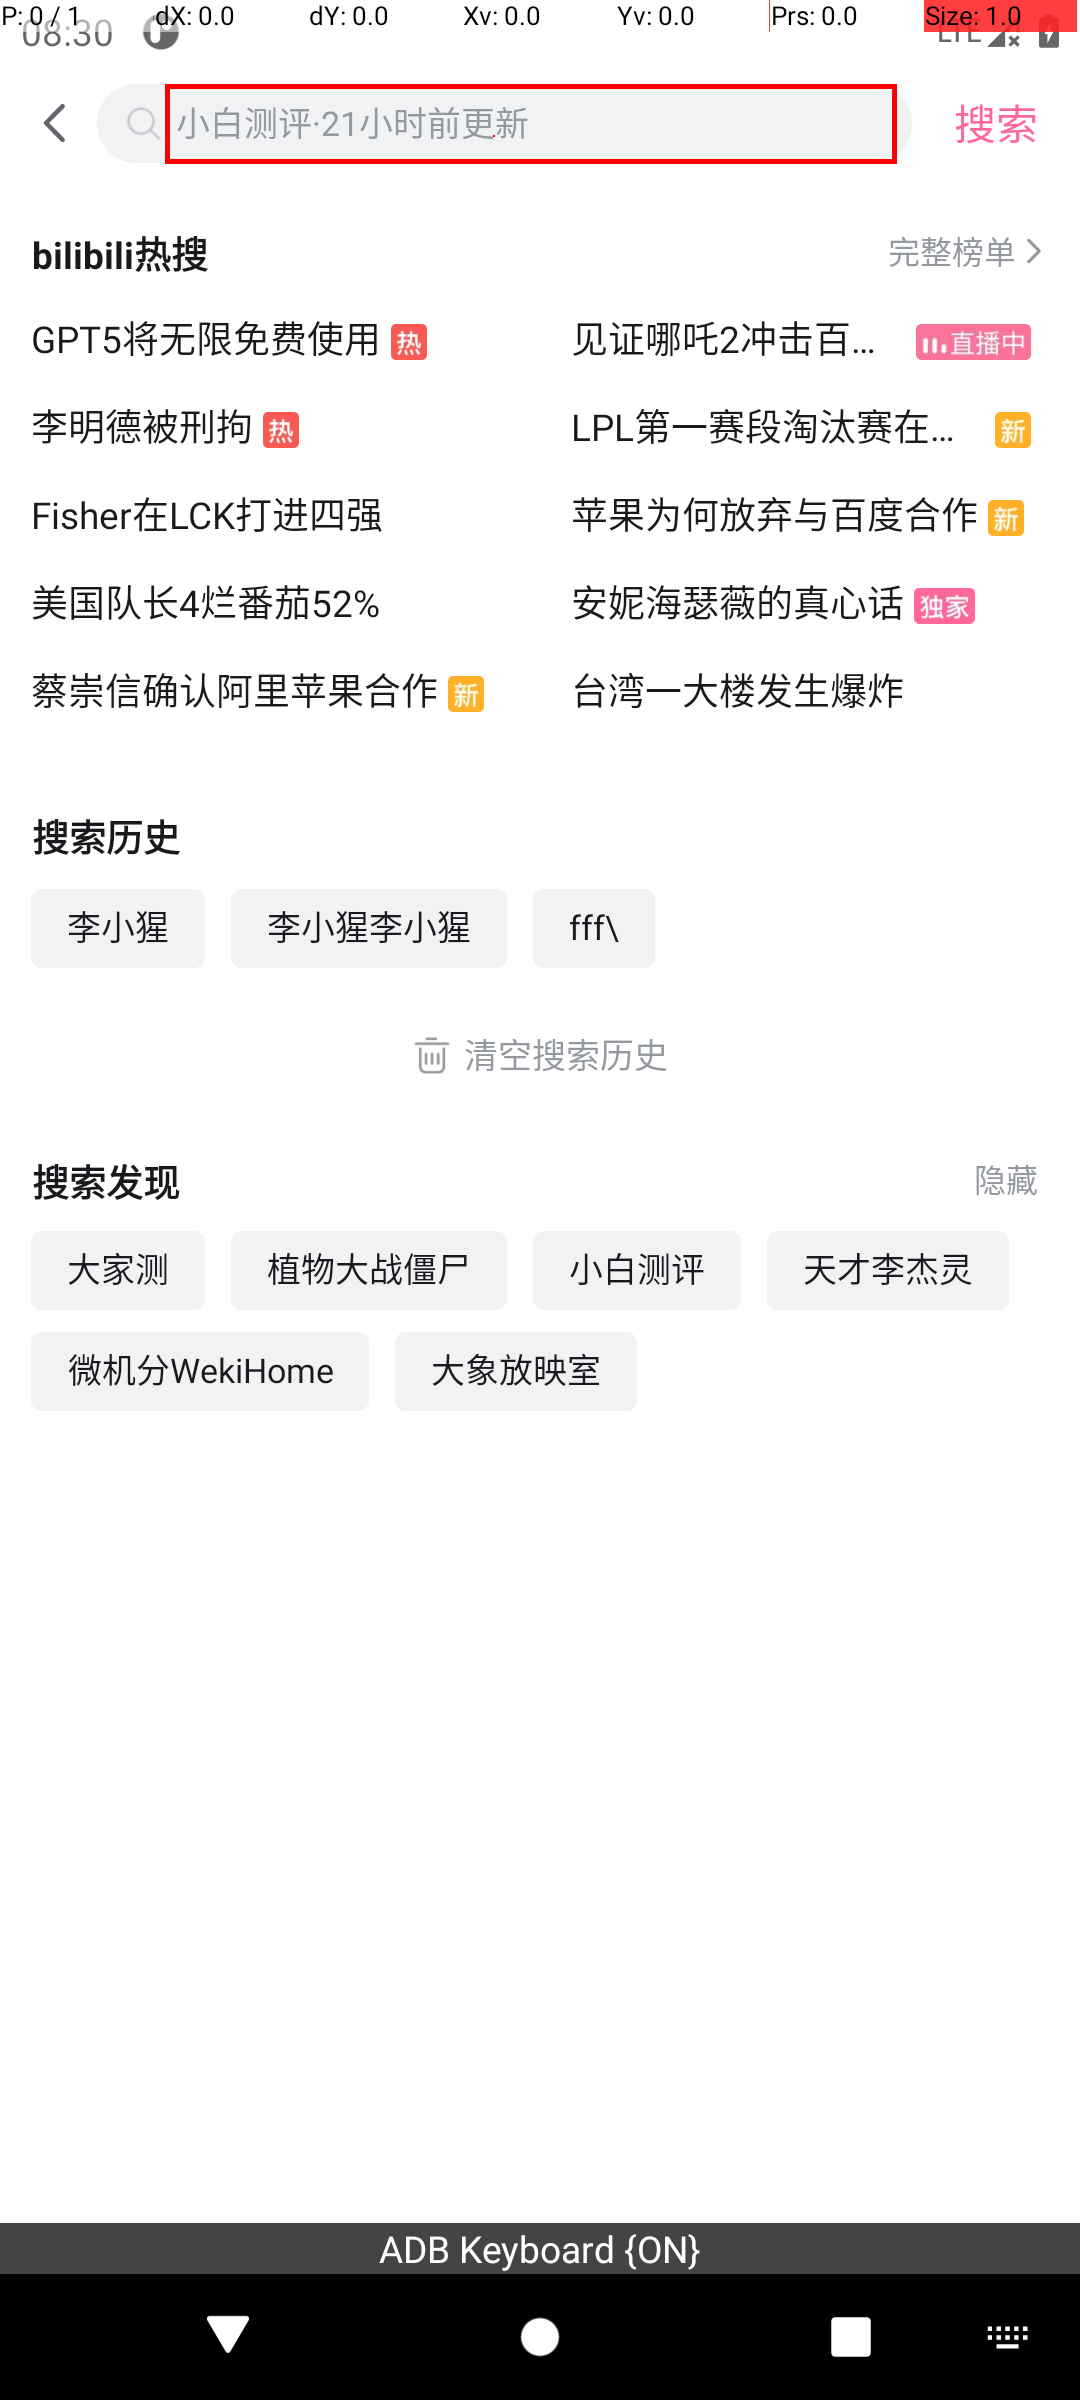 P: 0 / 1 dX: 0.0 dY: 0.0 Xv: 0.0 Yv: 0.0 Prs: 0.0 Size: 1.0
08:30 LTE
小白测评·21小时前更新 搜索
bilibili热搜 完整榜单
GPT5将无限免费使用 热 见证哪吒2冲击百... 直播中
李明德被刑拘 热 LPL第一赛段淘汰赛在... 新
Fisher在LCK打进四强 苹果为何放弃与百度合作 新
美国队长4烂番茄52% 安妮海瑟薇的真心话 独家
蔡崇信确认阿里苹果合作 新 台湾一大楼发生爆炸
搜索历史
李小猩 李小猩李小猩 fff\
清空搜索历史
搜索发现 隐藏
大家测 植物大战僵尸 小白测评 天才李杰灵
微机分WekiHome 大象放映室
ADB Keyboard {ON}